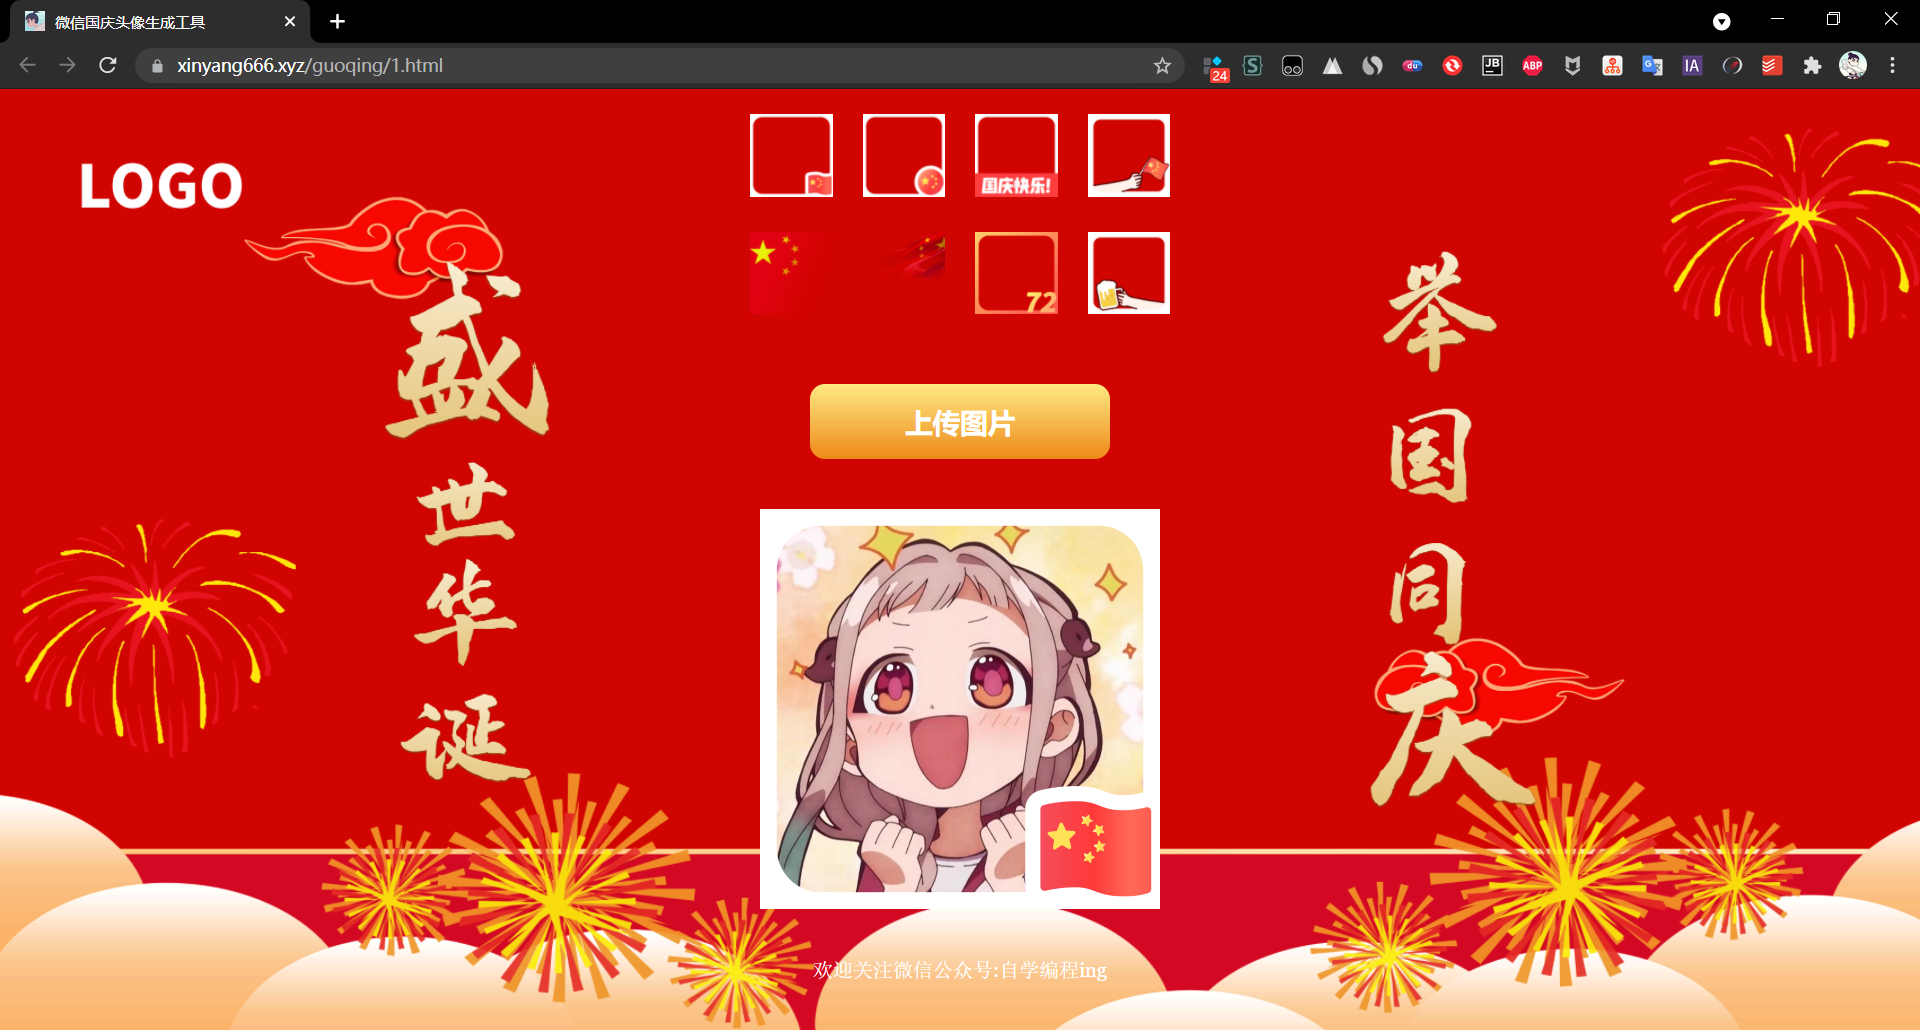 微信国庆头像生成工具
xinyang666.xyz/guoqing/1.html
24
S
du
JB
ABP
G
IA
LOGO
国庆快乐!
72
上传图片
盛世华诞
举国同庆
欢迎关注微信公众号:自学编程ing